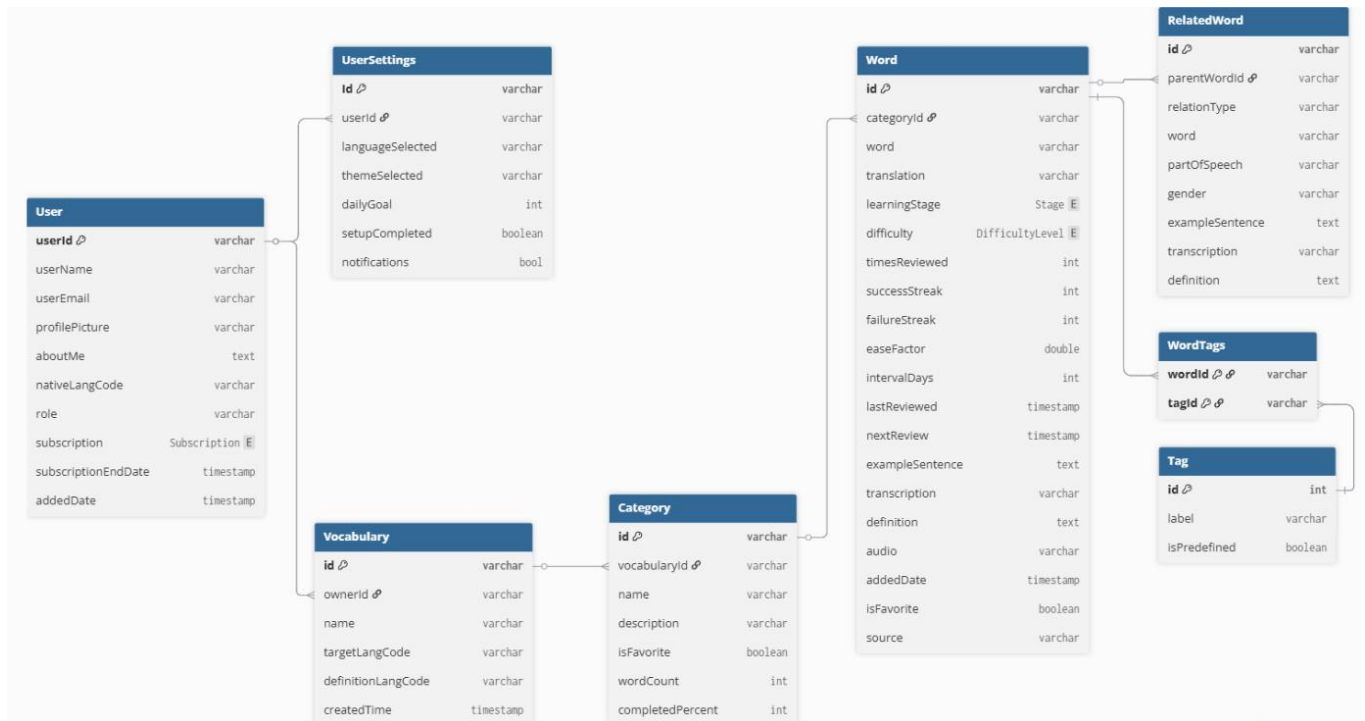 User
userId varchar
userName varchar
userEmail varchar
profilePicture varchar
aboutMe text
nativeLangCode varchar
role varchar
subscription Subscription E
subscriptionEndDate timestamp
addedDate timestamp
UserSettings
Id varchar
userId varchar
languageSelected varchar
themeSelected varchar
dailyGoal int
setupCompleted boolean
notifications bool
Vocabulary
id varchar
ownerId varchar
name varchar
targetLangCode varchar
definitionLangCode varchar
createdTime timestamp
Category
id varchar
vocabularyId varchar
name varchar
description varchar
isFavorite boolean
wordCount int
completedPercent int
Word
id varchar
categoryId varchar
word varchar
translation varchar
learningStage Stage E
difficulty DifficultyLevel E
timesReviewed int
successStreak int
failureStreak int
easeFactor double
intervalDays int
lastReviewed timestamp
nextReview timestamp
exampleSentence text
transcription varchar
definition text
audio varchar
addedDate timestamp
isFavorite boolean
source varchar
RelatedWord
id varchar
parentWordId varchar
relationType varchar
word varchar
partOfSpeech varchar
gender varchar
exampleSentence text
transcription varchar
definition text
WordTags
wordId varchar
tagId varchar
Tag
id int
label varchar
isPredefined boolean